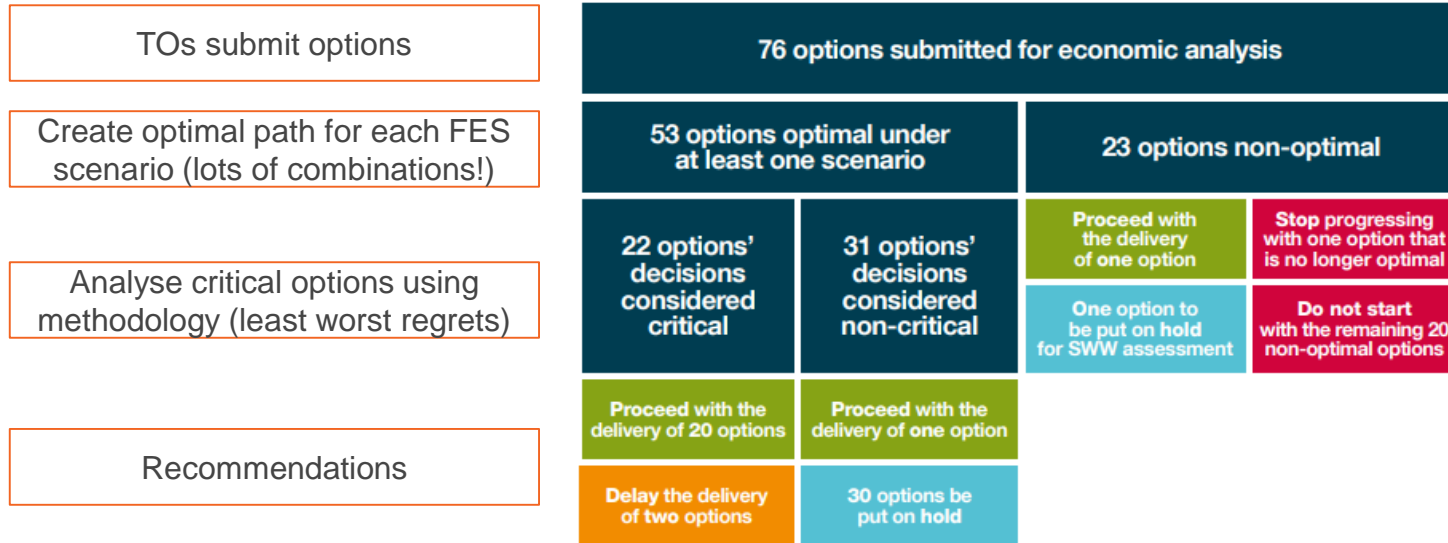 TOs submit options
76 options submitted for economic analysis
Create optimal path for each FES
scenario (lots of combinations!)
53 options optimal under
at least one scenario
23 options non-optimal
Analyse critical options using
methodology (least worst regrets)
22 options’
decisions
considered
critical
31 options’
decisions
considered
non-critical
Proceed with
the delivery
of one option
Stop progressing
with one option that
is no longer optimal
One option to
be put on hold
for SWW assessment
Do not start
with the remaining 20
non-optimal options
Recommendations
Proceed with the
delivery of 20 options
Proceed with the
delivery of one option
Delay the delivery
of two options
30 options be
put on hold